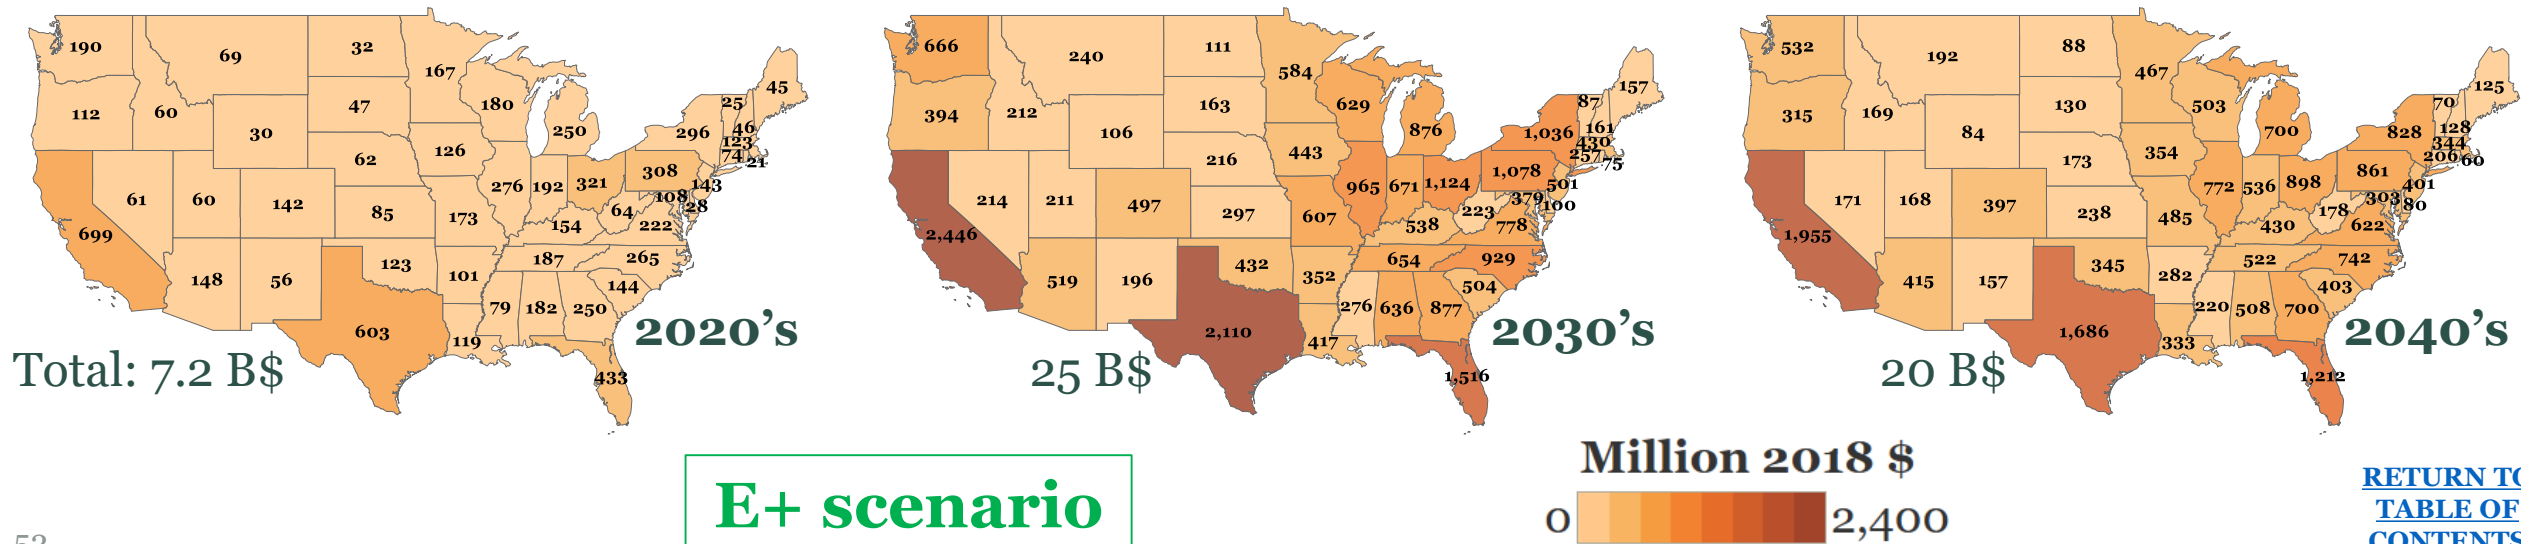 190 69 32 167 45
112 60 30 47 180 250 296 25 46
62 126 276 192 321 308 123 74 21
61 60 142 85 173 154 64 222 108 143 28
699 148 56 123 101 187 265
603 119 79 182 250 144 433
2020’s
Total: 7.2 B$
666 240 111 584 157
394 212 106 163 629 876 1,036 87 161
216 443 965 671 1,124 1,078 430 257 75
214 211 497 297 607 538 223 778 379 501 100
2,446 519 196 432 352 654 929
2,110 417 276 636 877 504 1,516
2030’s
25 B$
532 192 88 467 125
315 169 84 130 503 700 828 70 128
173 354 772 536 898 861 344 206 60
171 168 397 238 485 430 178 622 303 401 80
1,955 415 157 345 282 522 742
1,686 333 220 508 700 403 1,212
2040’s
20 B$
E+ scenario
Million 2018 $
0 2,400
RETURN TO
TABLE OF
CONTENTS